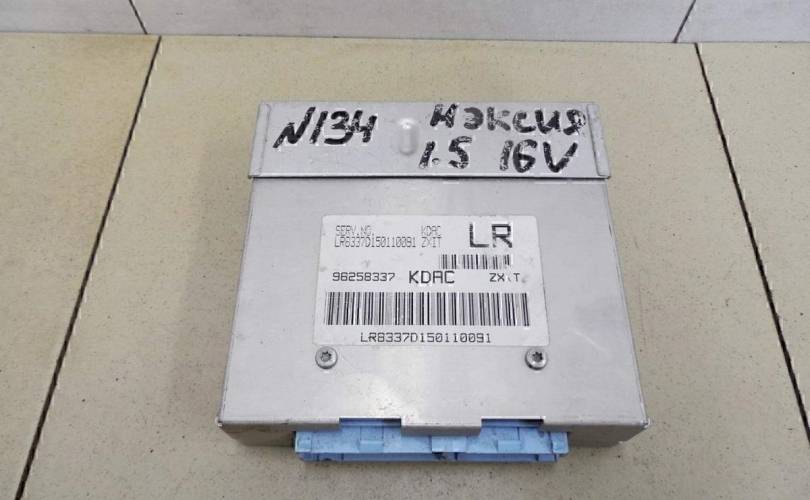 N134 Нэксия
1.5 16V
SERV.NO. KDAC LR
LR8337D150110091 ZXIT
96258337 KDAC ZXIT
LR8337D150110091